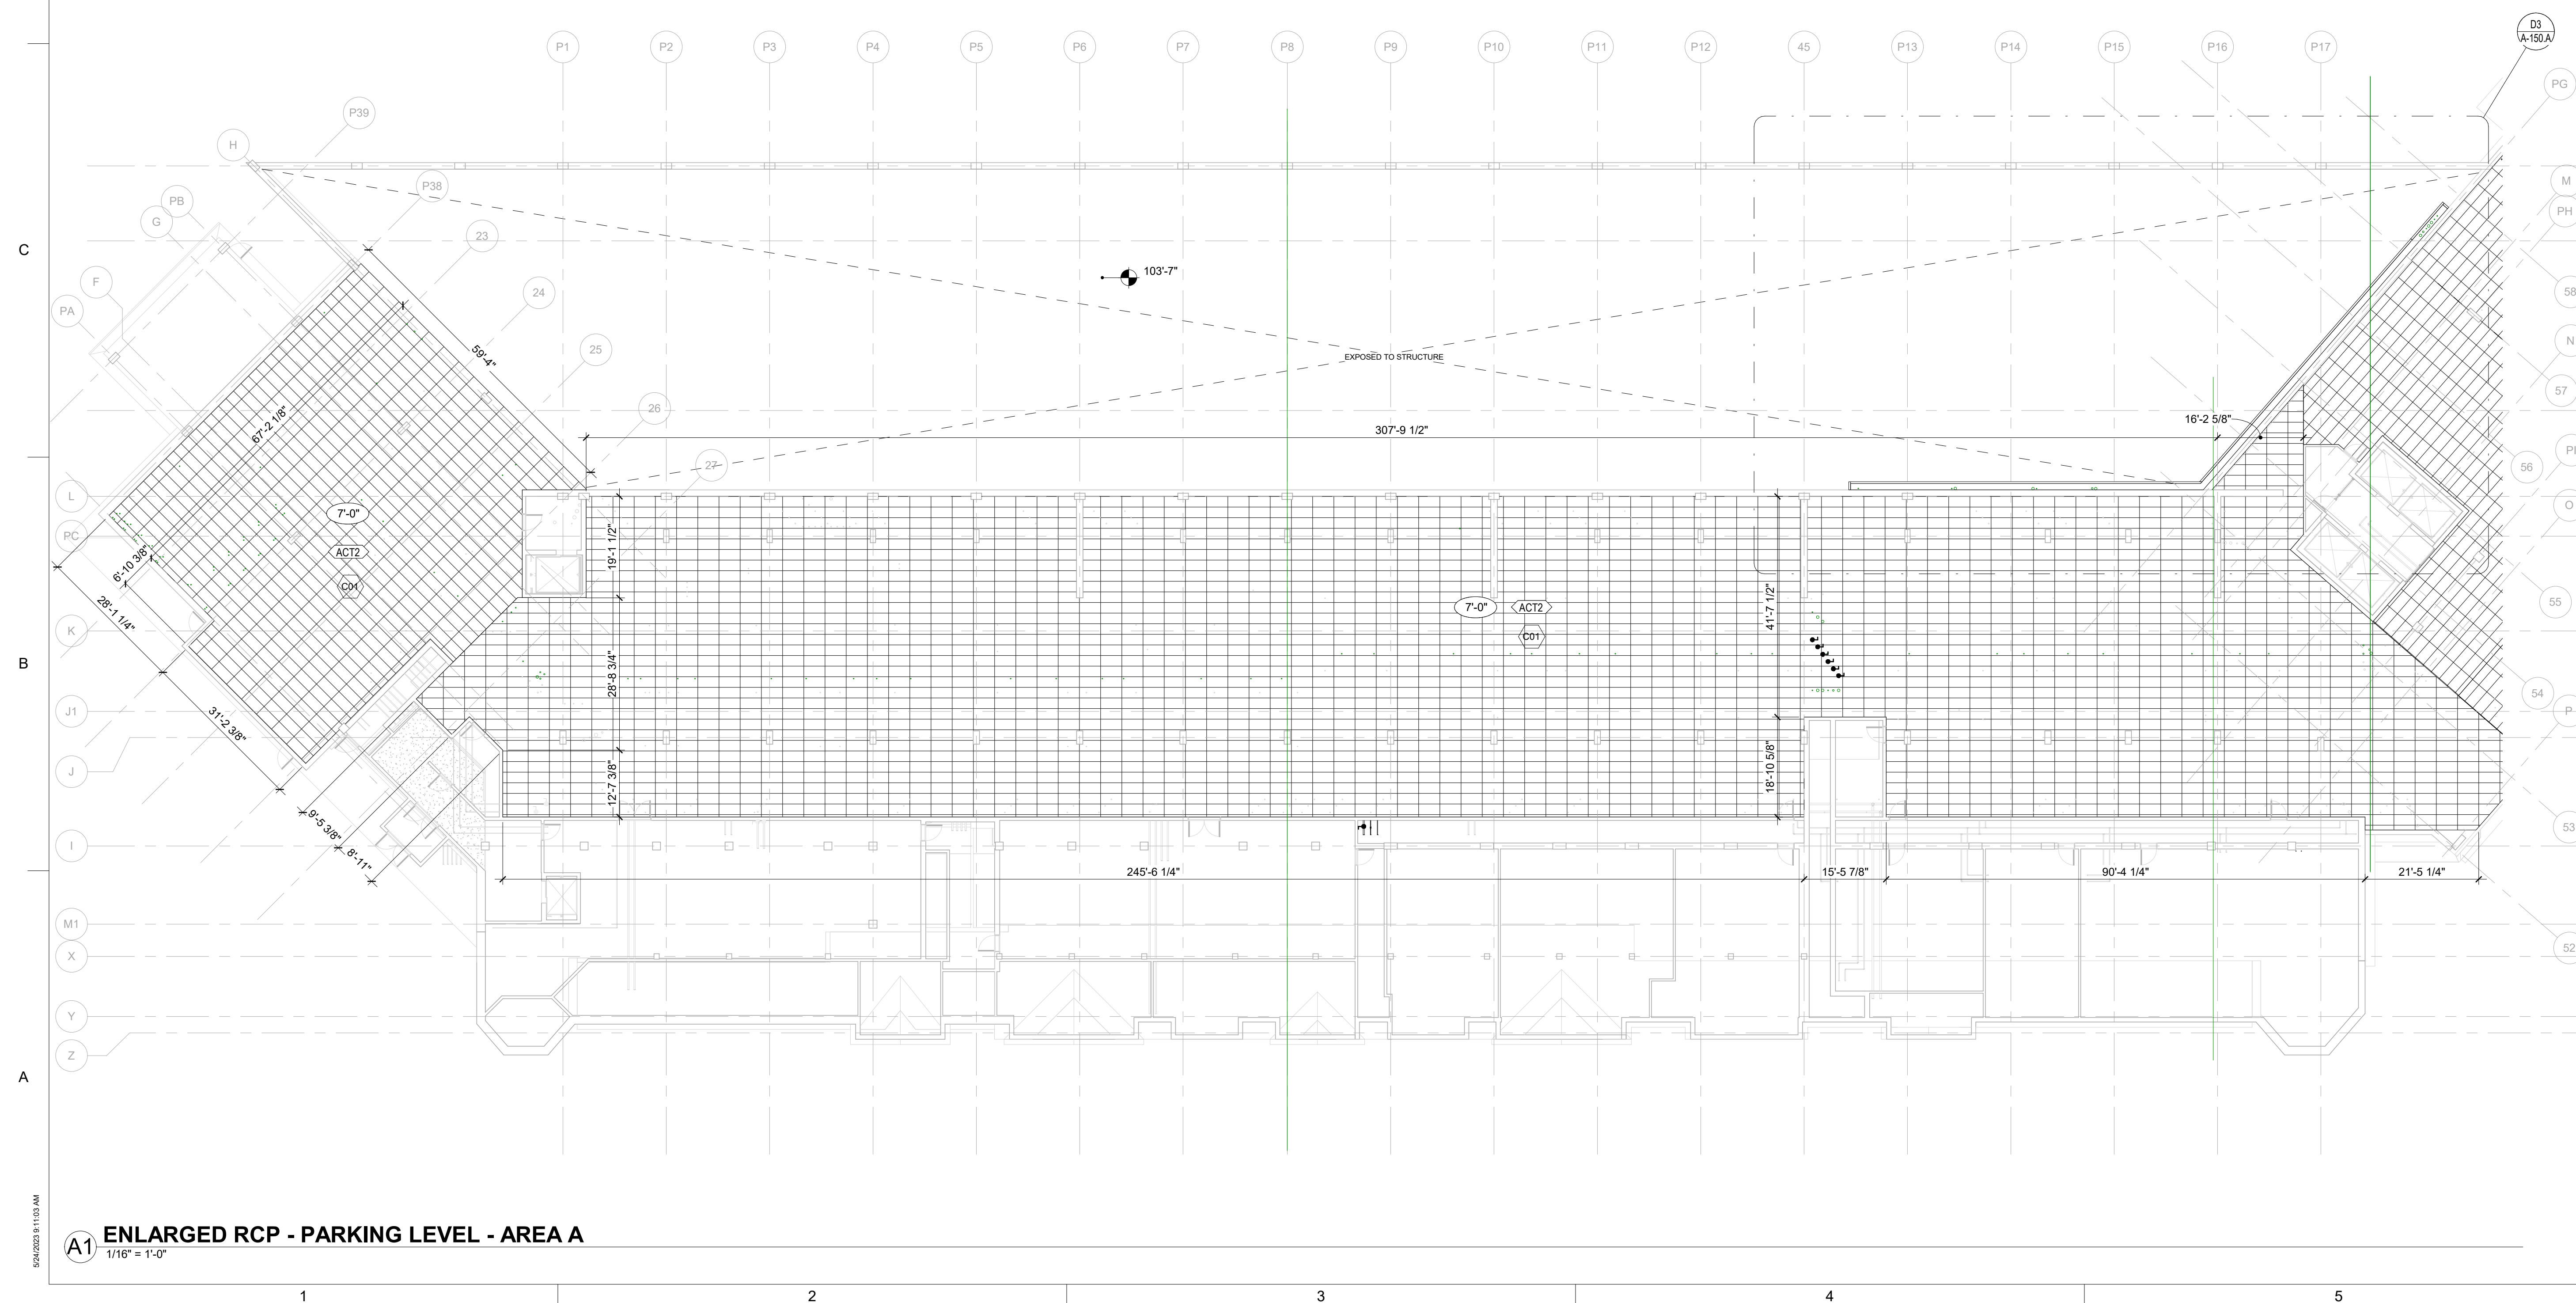 D3
A-150.A
P1
P2
P3
P4
P5
P6
P7
P8
P9
P10
P11
P12
45
P13
P14
P15
P16
P17
PG
P39
H
P38
M
PB
PH
G
23
C
103'-7"
F
24
58
PA
N
25
59'-4"
EXPOSED TO STRUCTURE
57
26
67'-2 1/8"
16'-2 5/8"
307'-9 1/2"
27
56
L
7'-0"
O
PC
19'-1 1/2"
ACT2
6'-10 3/8"
C01
55
28'-1 1/4"
41'-7 1/2"
7'-0"
ACT2
K
C01
B
28'-8 3/4"
54
J1
P
31'-2 3/8"
J
12'-7 3/8"
18'-10 5/8"
9'-5 3/8"
53
I
8'-11"
245'-6 1/4"
15'-5 7/8"
90'-4 1/4"
21'-5 1/4"
M1
52
X
Y
Z
A
5/24/2023 9:11:03 AM
A1
ENLARGED RCP - PARKING LEVEL - AREA A
1/16" = 1'-0"
1
2
3
4
5